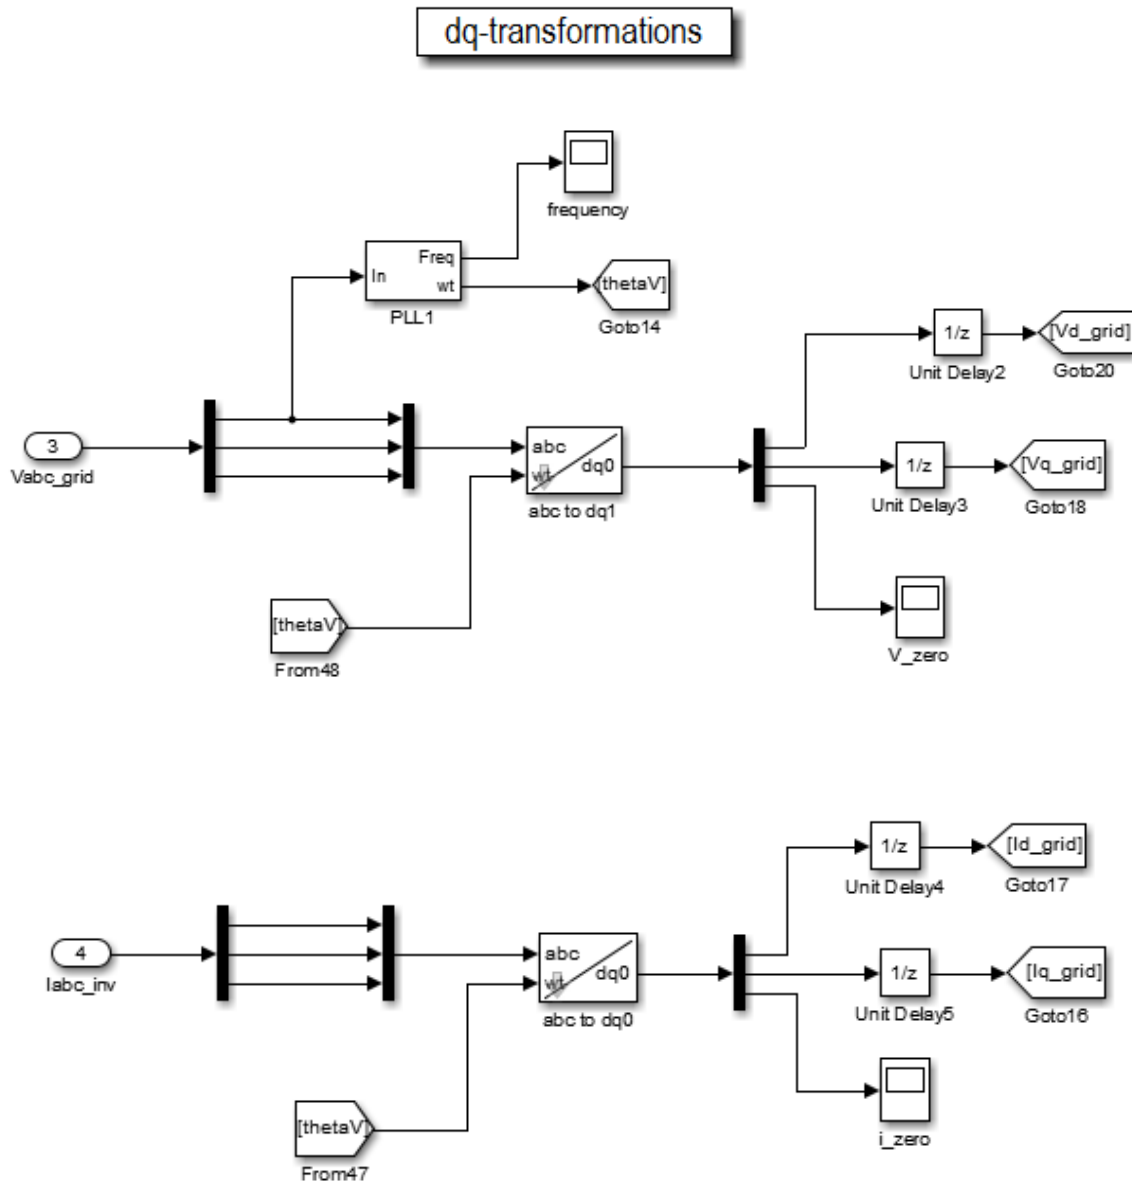 dq-transformations
frequency
Freq
In
wt
PLL1
[thetaV]
Goto14
1/z
Unit Delay2
[Vd_grid]
Goto20
3
Vabc_grid
abc
wt
dq0
abc to dq1
1/z
Unit Delay3
[Vq_grid]
Goto18
[thetaV]
From48
V_zero
1/z
Unit Delay4
[Id_grid]
Goto17
4
Iabc_inv
abc
wt
dq0
abc to dq0
1/z
Unit Delay5
[Iq_grid]
Goto16
[thetaV]
From47
i_zero